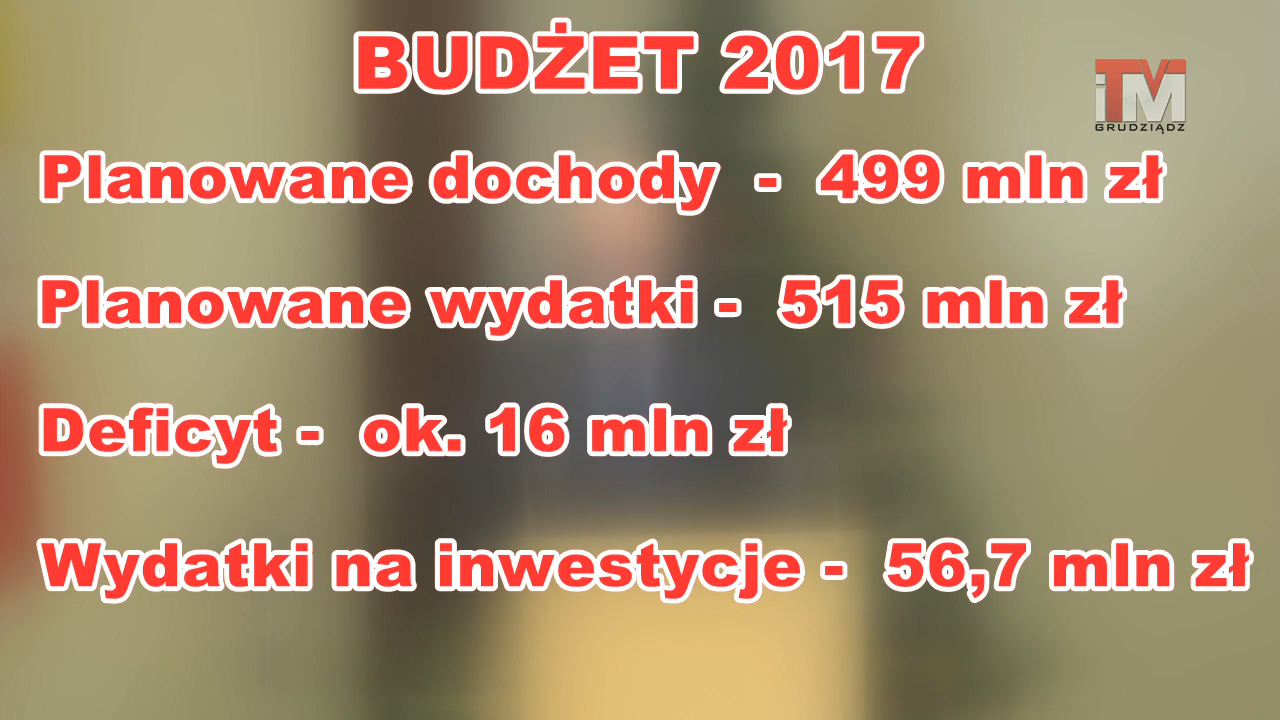 BUDŻET 2017
iTVM
GRUDZIĄDZ
Planowane dochody - 499 mln zł
Planowane wydatki - 515 mln zł
Deficyt - ok. 16 mln zł
Wydatki na inwestycje - 56,7 mln zł